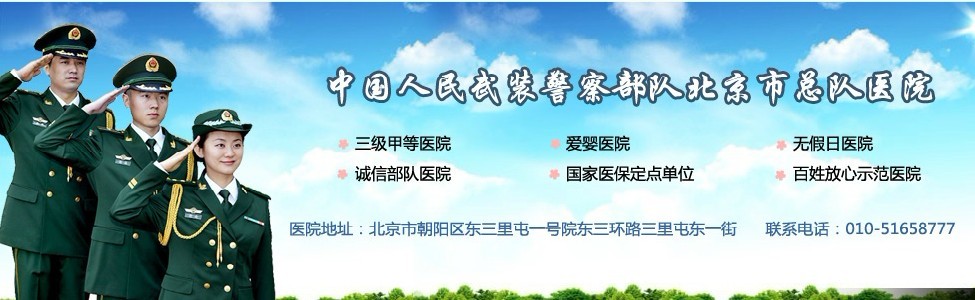 中国人民武装警察部队北京市总队医院
三级甲等医院 爱婴医院 无假日医院
诚信部队医院 国家医保定点单位 百姓放心示范医院
医院地址：北京市朝阳区东三里屯一号院东三环路三里屯东一街 联系电话：010-51658777